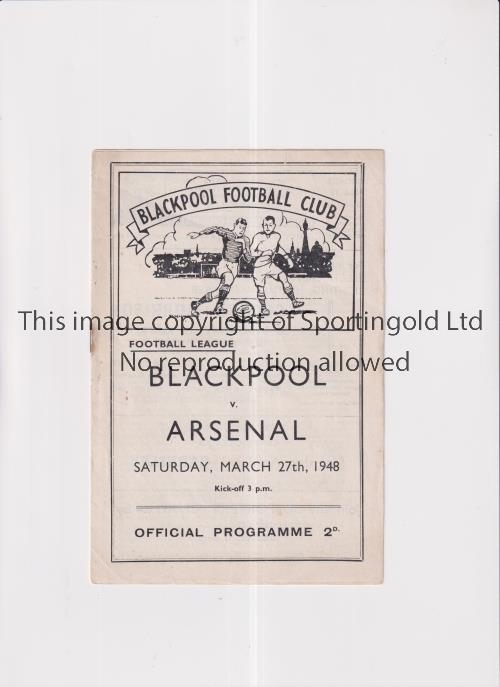 BLACKPOOL FOOTBALL CLUB
This image copyright of Sportingold Ltd
FOOTBALL LEAGUE
No reproduction allowed
BLACKPOOL
v.
ARSENAL
SATURDAY, MARCH 27th, 1948
Kick-off 3 p.m.
OFFICIAL PROGRAMME 2D.